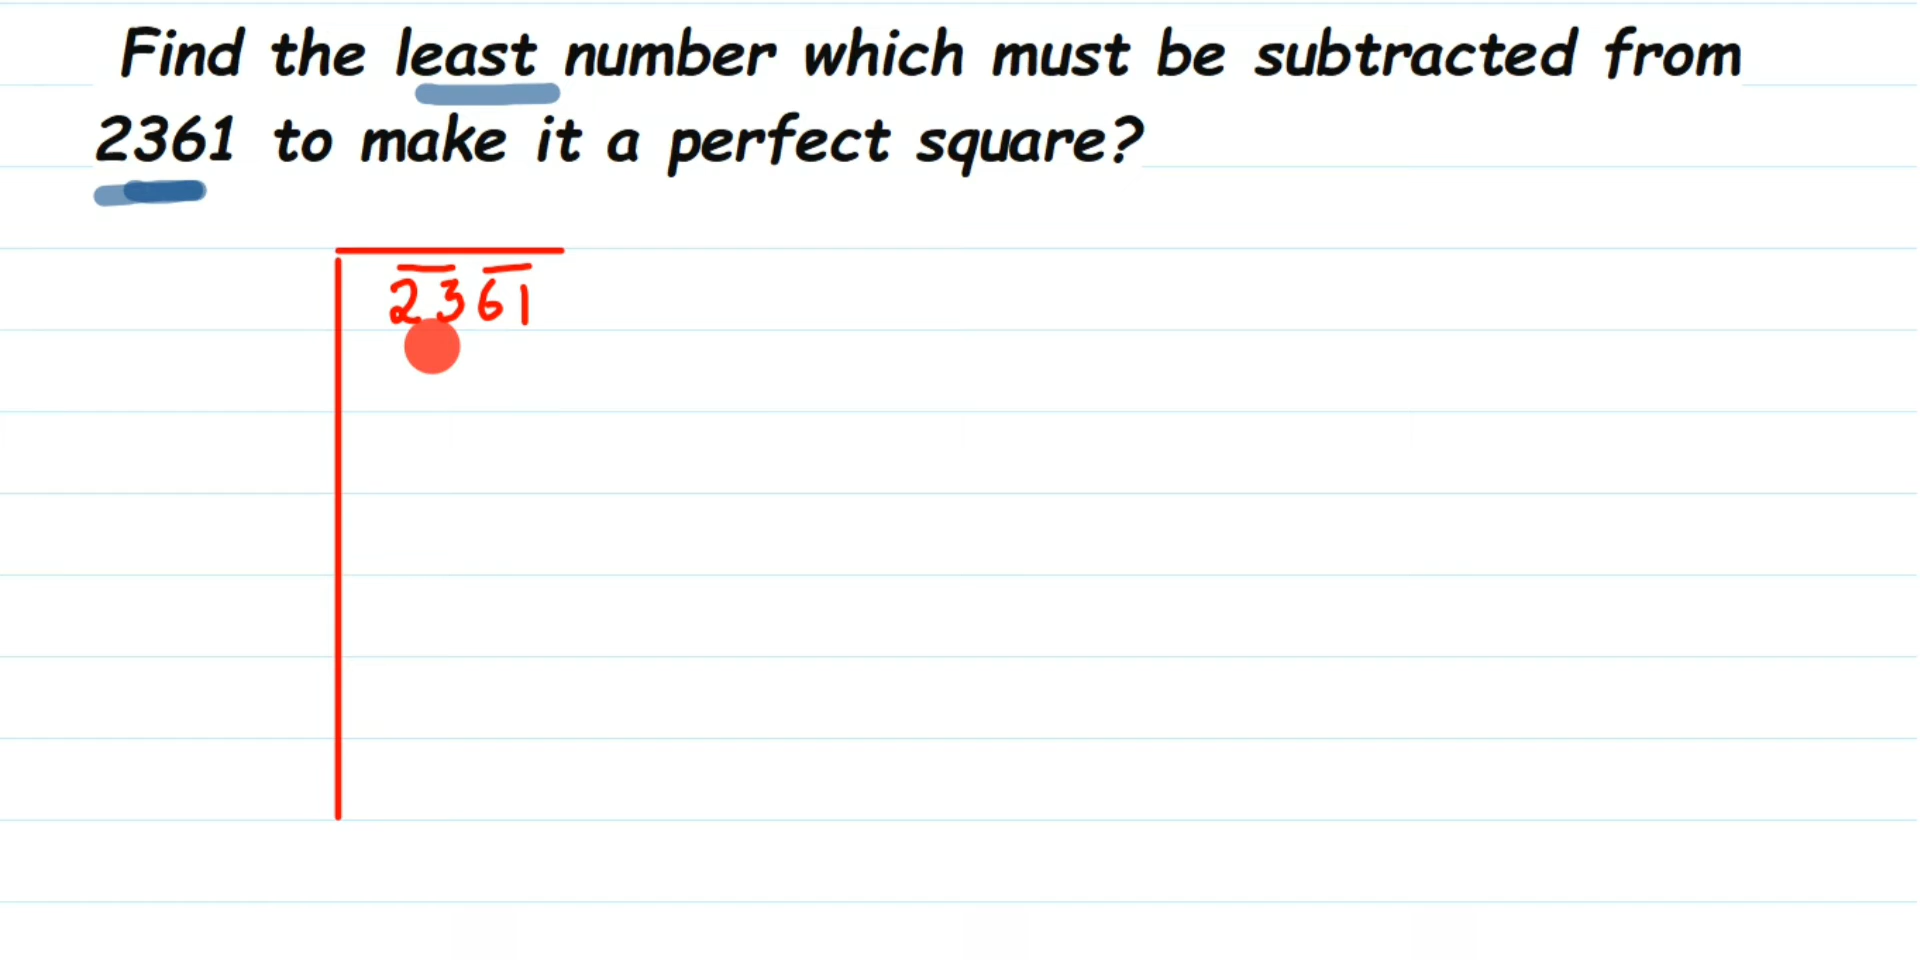 Find the least number which must be subtracted from
2361 to make it a perfect square?
2361